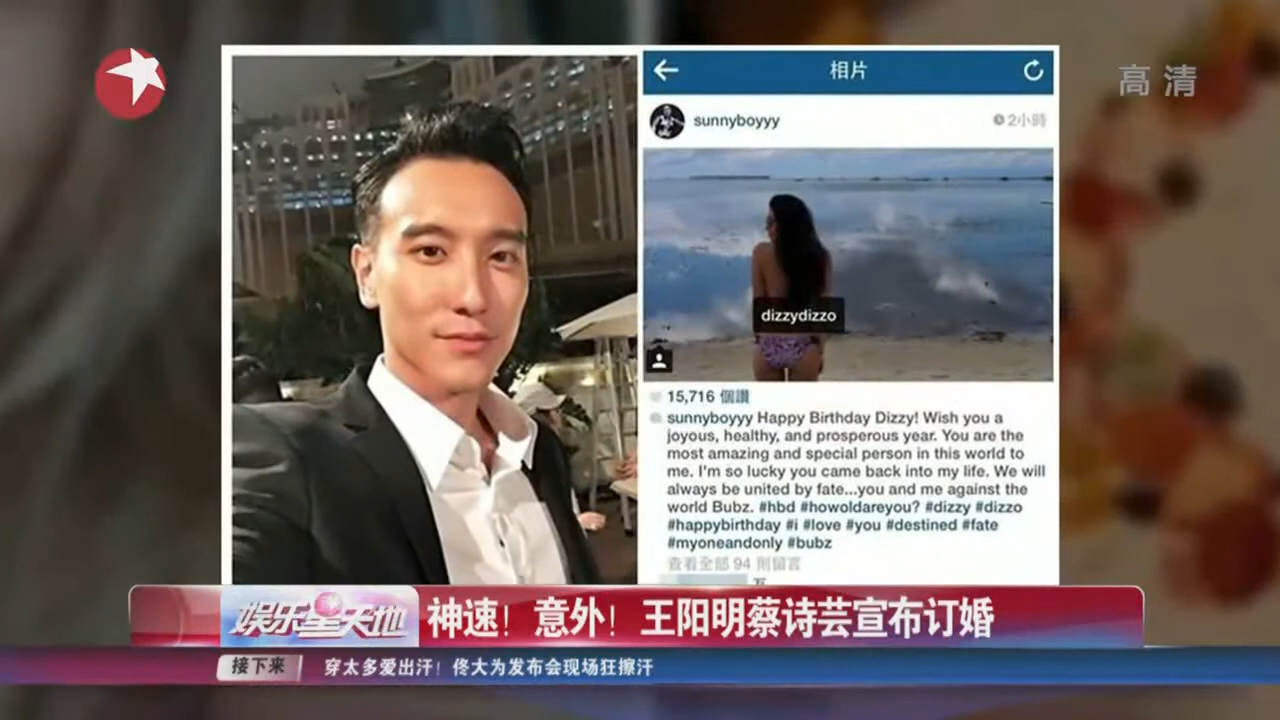 高清
相片
sunnyboyyy
2小時
dizzydizzo
15,716 個讚
sunnyboyyy Happy Birthday Dizzy! Wish you a
joyous, healthy, and prosperous year. You are the
most amazing and special person in this world to
me. I'm so lucky you came back into my life. We will
always be united by fate...you and me against the
world Bubz. #hbd #howoldareyou? #dizzy #dizzo
#happybirthday #i #love #you #destined #fate
#myoneandonly #bubz
查看全部 94 則留言
娱乐星天地
神速！意外！王阳明蔡诗芸宣布订婚
接下来
穿太多爱出汗！佟大为发布会现场狂擦汗